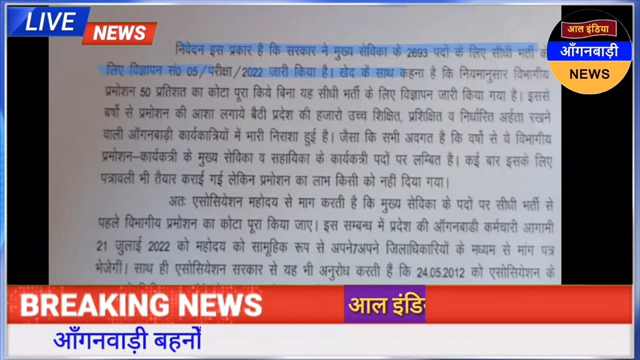 LIVE NEWS
आल इंडिया
आँगनबाड़ी
NEWS
निवेदन इस प्रकार है कि सरकार ने मुख्य सेविका के 2693 पदों के लिए सीधी भर्ती के
लिए विज्ञापन सं0 05/परीक्षा/2022 जारी किया है। खेद के साथ कहना है कि नियमानुसार विभागीय
प्रमोशन 50 प्रतिशत का कोटा पूरा किये बिना यह सीधी भर्ती के लिए विज्ञापन जारी किया गया है। इससे
बर्षो से प्रमोशन की आशा लगाये बैठी प्रदेश की हजारो उच्च शिक्षित, प्रशिक्षित व निर्धारित अर्हता रखने
वाली आँगनबाडी कार्यकात्रियों में भारी निराशा हुई है। जैसा कि सभी अवगत है कि वर्षो से ये विभागीय
प्रमोशन–कार्यकत्री के मुख्य सेविका व सहायिका के कार्यकत्री पदों पर लम्बित है। कई बार इसके लिए
पत्रावली भी तैयार कराई गई लेकिन प्रमोशन का लाभ किसी को नहीं दिया गया।
अतः एसोसियेशन महोदय से माग करती है कि मुख्य सेविका के पदों पर सीधी भर्ती से
पहले विभागीय प्रमोशन का कोटा पूरा किया जाए। इस सम्बन्ध में प्रदेश की आँगनबाडी कर्मचारी आगामी
21 जुलाई 2022 को महोदय को सामूहिक रूप से अपने7अपने जिलाधिकारियों के मध्यम से मांग पत्र
भेजेगीं। साथ ही एसोसियेशन सरकार से यह भी अनुरोध करती है कि 24.05.2012 को एसोसियेशन के
BREAKING NEWS
आल इंडि
आँगनवाड़ी बहनों